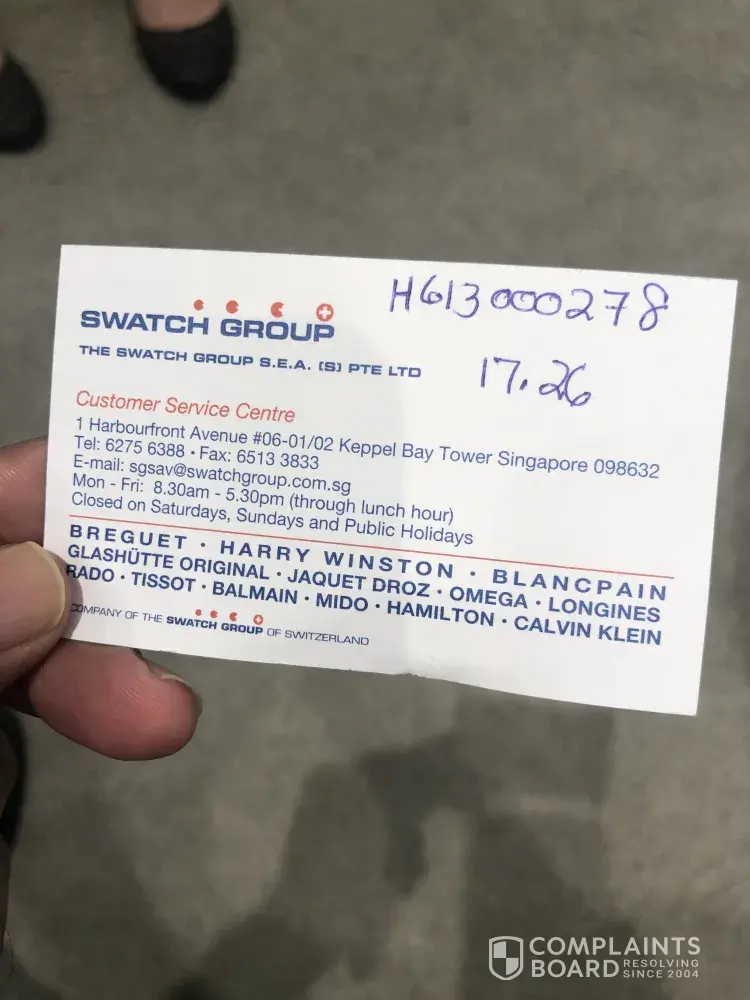 H613000278
SWATCH GROUP
THE SWATCH GROUP S.E.A. (S) PTE LTD
17.26
Customer Service Centre
1 Harbourfront Avenue #06-01/02 Keppel Bay Tower Singapore 098632
Tel: 6275 6388 · Fax: 6513 3833
E-mail: sgsav@swatchgroup.com.sg
Mon - Fri: 8.30am - 5.30pm (through lunch hour)
Closed on Saturdays, Sundays and Public Holidays
BREGUET · HARRY WINSTON · BLANCPAIN
GLASHÜTTE ORIGINAL · JAQUET DROZ · OMEGA · LONGINES
RADO · TISSOT · BALMAIN · MIDO · HAMILTON · CALVIN KLEIN
COMPANY OF THE SWATCH GROUP OF SWITZERLAND
COMPLAINTS
BOARD RESOLVING
SINCE 2004